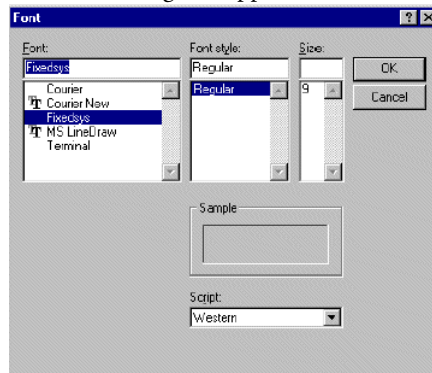 Font
Font: Font style: Size:
Fixedsys Regular OK
Courier Regular 9 Cancel
Courier New
Fixedsys
MS LineDraw
Terminal
Sample
Script:
Western